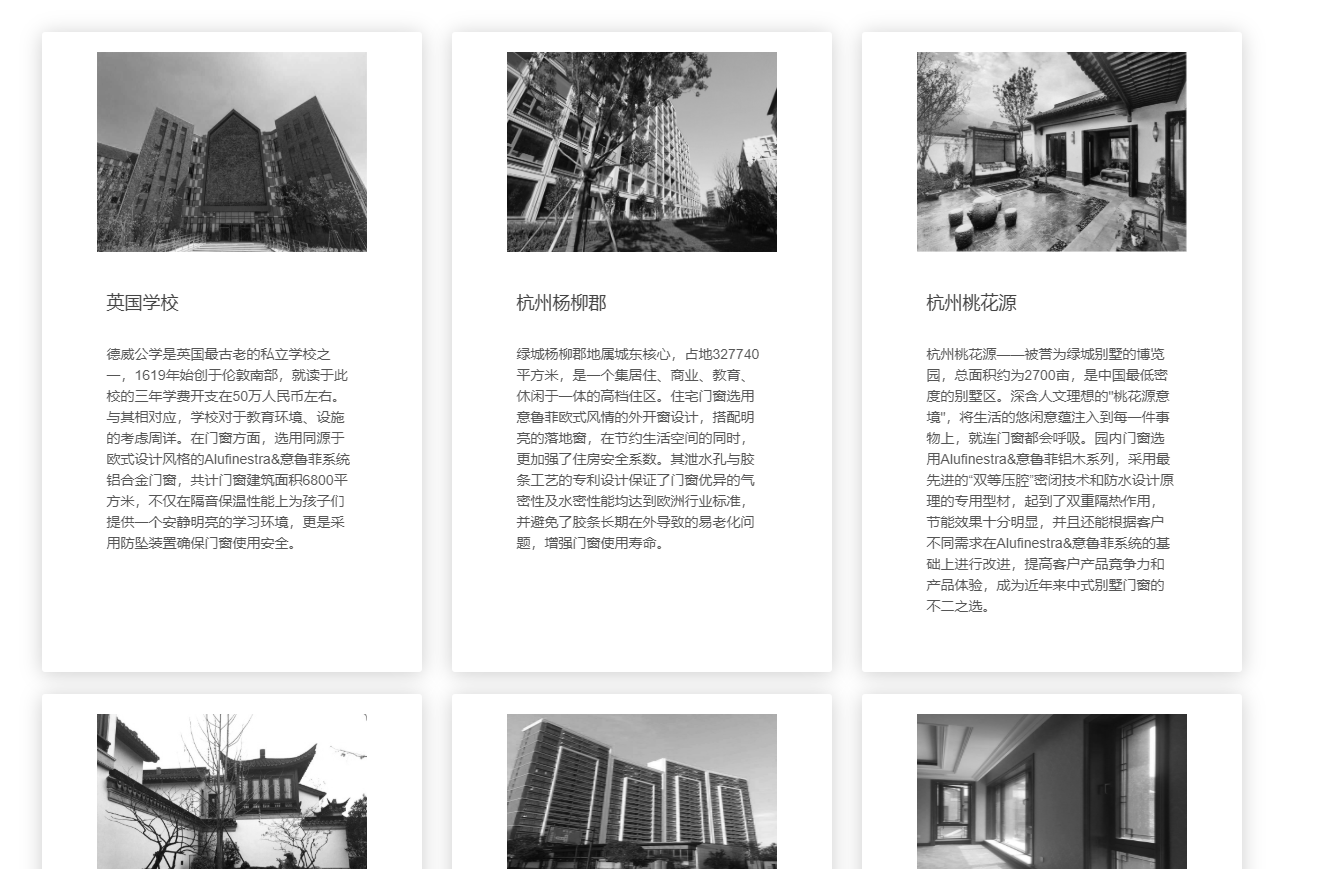 英国学校
德威公学是英国最古老的私立学校之
一，1619年始创于伦敦南部，就读于此
校的三年学费开支在50万人民币左右。
与其相对应，学校对于教育环境、设施
的考虑周详。在门窗方面，选用同源于
欧式设计风格的Alufinestra&意鲁菲系统
铝合金门窗，共计门窗建筑面积6800平
方米，不仅在隔音保温性能上为孩子们
提供一个安静明亮的学习环境，更是采
用防坠装置确保门窗使用安全。
杭州杨柳郡
绿城杨柳郡地属城东核心，占地327740
平方米，是一个集居住、商业、教育、
休闲于一体的高档住区。住宅门窗选用
意鲁菲欧式风情的外开窗设计，搭配明
亮的落地窗，在节约生活空间的同时，
更加强了住房安全系数。其泄水孔与胶
条工艺的专利设计保证了门窗优异的气
密性及水密性能均达到欧洲行业标准，
并避免了胶条长期在外导致的易老化问
题，增强门窗使用寿命。
杭州桃花源
杭州桃花源——被誉为绿城别墅的博览
园，总面积约为2700亩，是中国最低密
度的别墅区。深含人文理想的"桃花源意
境"，将生活的悠闲意蕴注入到每一件事
物上，就连门窗都会呼吸。园内门窗选
用Alufinestra&意鲁菲铝木系列，采用最
先进的"双等压腔"密闭技术和防水设计原
理的专用型材，起到了双重隔热作用，
节能效果十分明显，并且还能根据客户
不同需求在Alufinestra&意鲁菲系统的基
础上进行改进，提高客户产品竞争力和
产品体验，成为近年来中式别墅门窗的
不二之选。